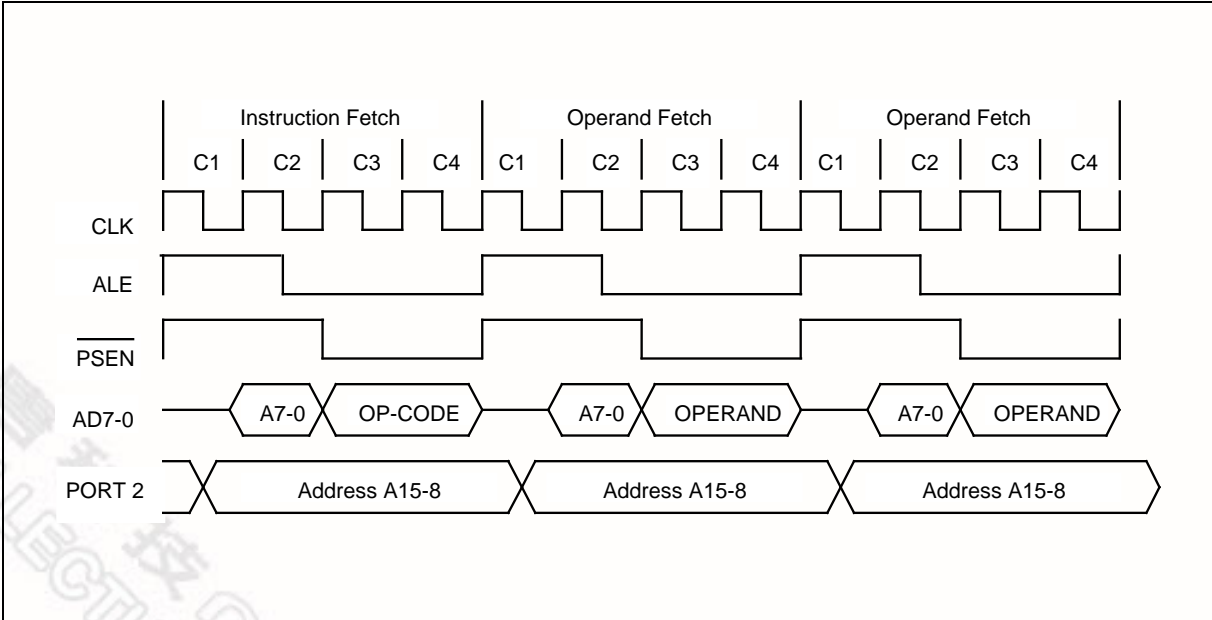 Instruction Fetch Operand Fetch Operand Fetch
C1 C2 C3 C4 C1 C2 C3 C4 C1 C2 C3 C4
CLK
ALE
PSEN
AD7-0 A7-0 OP-CODE A7-0 OPERAND A7-0 OPERAND
PORT 2 Address A15-8 Address A15-8 Address A15-8